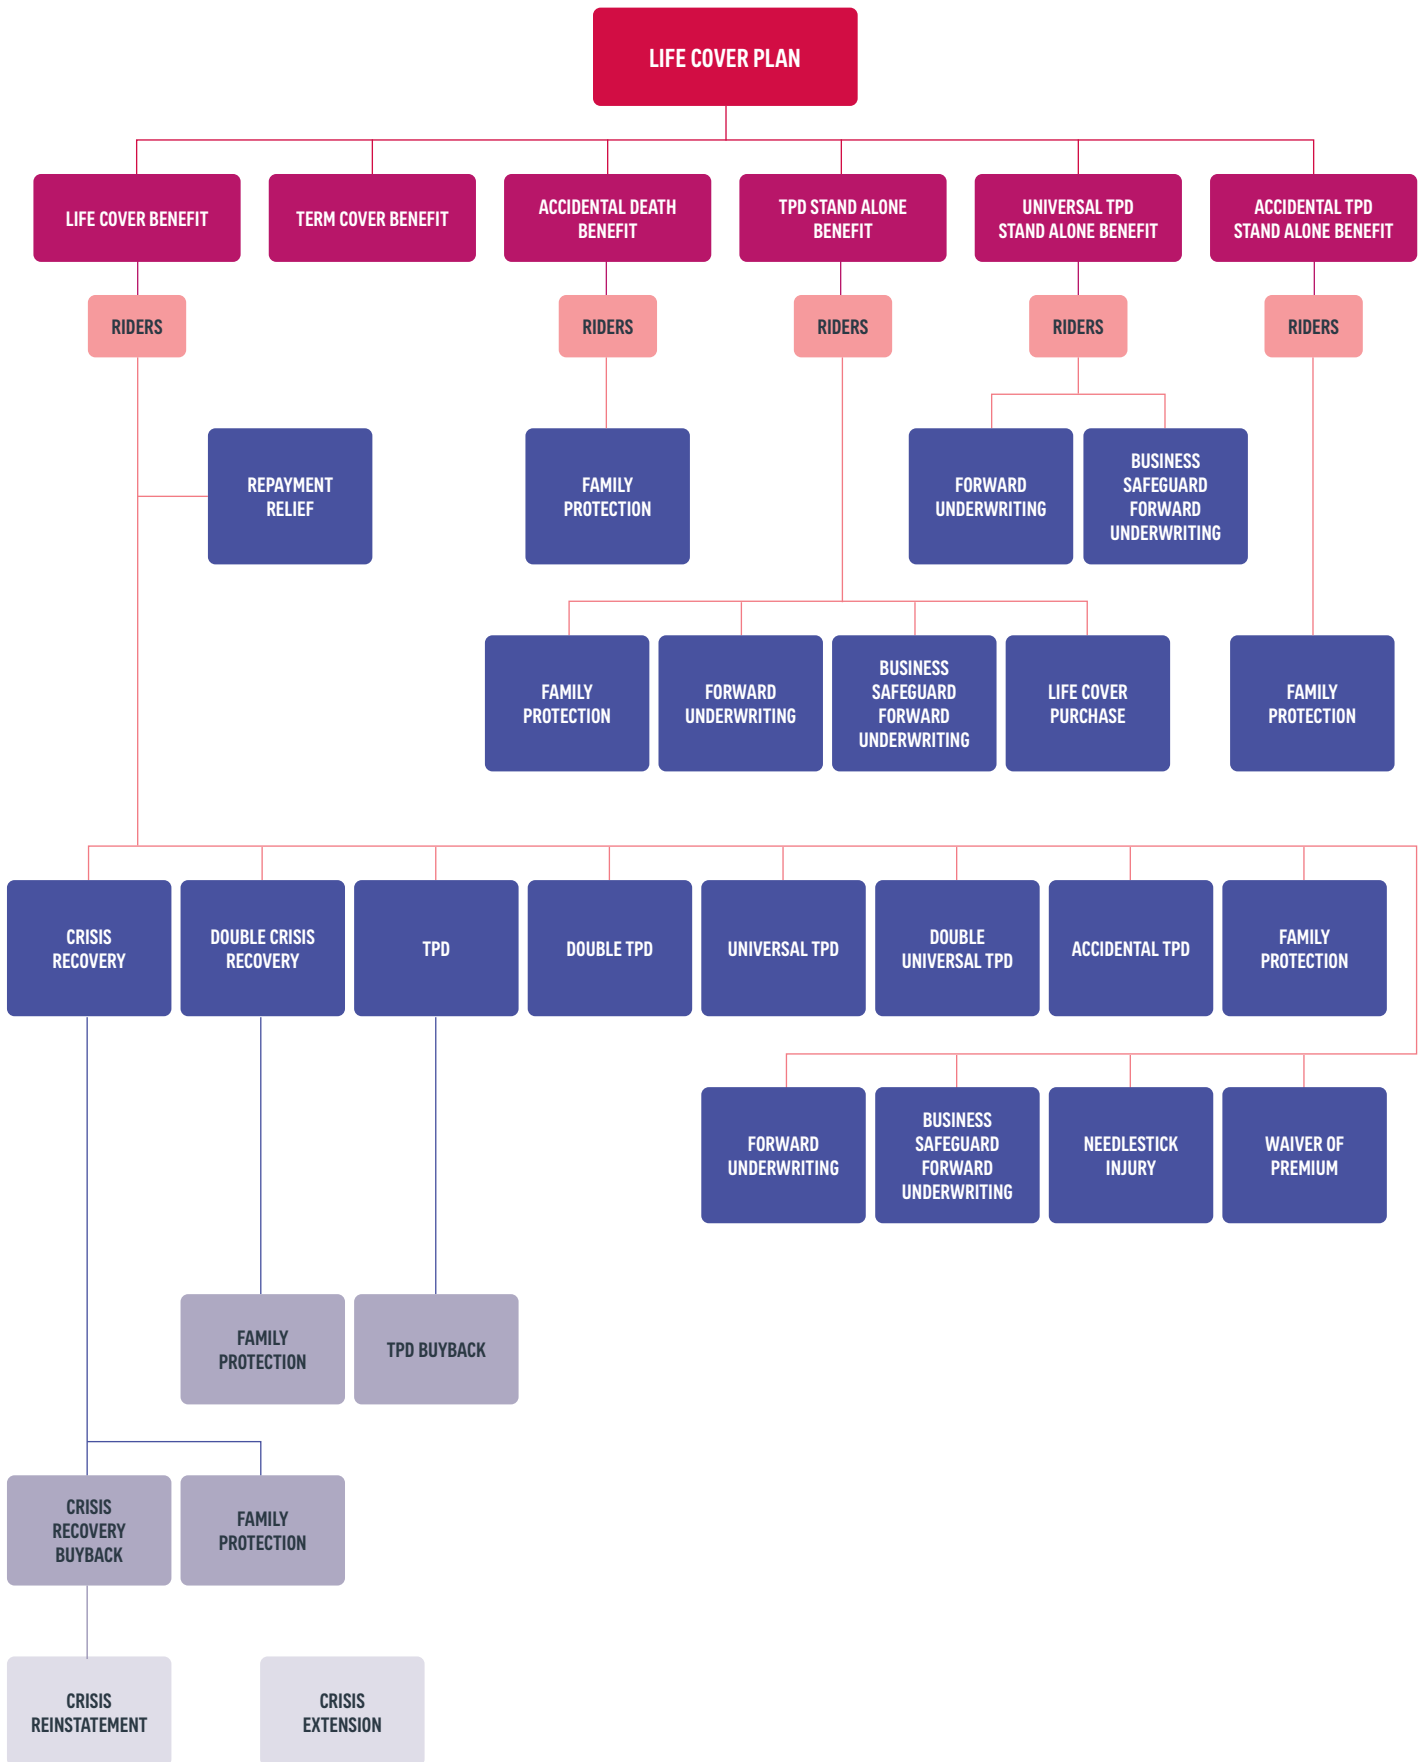 LIFE COVER PLAN
LIFE COVER BENEFIT
TERM COVER BENEFIT
ACCIDENTAL DEATH
BENEFIT
TPD STAND ALONE
BENEFIT
UNIVERSAL TPD
STAND ALONE BENEFIT
ACCIDENTAL TPD
STAND ALONE BENEFIT
RIDERS
RIDERS
RIDERS
RIDERS
RIDERS
REPAYMENT
RELIEF
FAMILY
PROTECTION
FORWARD
UNDERWRITING
BUSINESS
SAFEGUARD
FORWARD
UNDERWRITING
FAMILY
PROTECTION
FORWARD
UNDERWRITING
BUSINESS
SAFEGUARD
FORWARD
UNDERWRITING
LIFE COVER
PURCHASE
FAMILY
PROTECTION
CRISIS
RECOVERY
DOUBLE CRISIS
RECOVERY
TPD
DOUBLE TPD
UNIVERSAL TPD
DOUBLE
UNIVERSAL TPD
ACCIDENTAL TPD
FAMILY
PROTECTION
FORWARD
UNDERWRITING
BUSINESS
SAFEGUARD
FORWARD
UNDERWRITING
NEEDLESTICK
INJURY
WAIVER OF
PREMIUM
FAMILY
PROTECTION
TPD BUYBACK
CRISIS
RECOVERY
BUYBACK
FAMILY
PROTECTION
CRISIS
REINSTATEMENT
CRISIS
EXTENSION